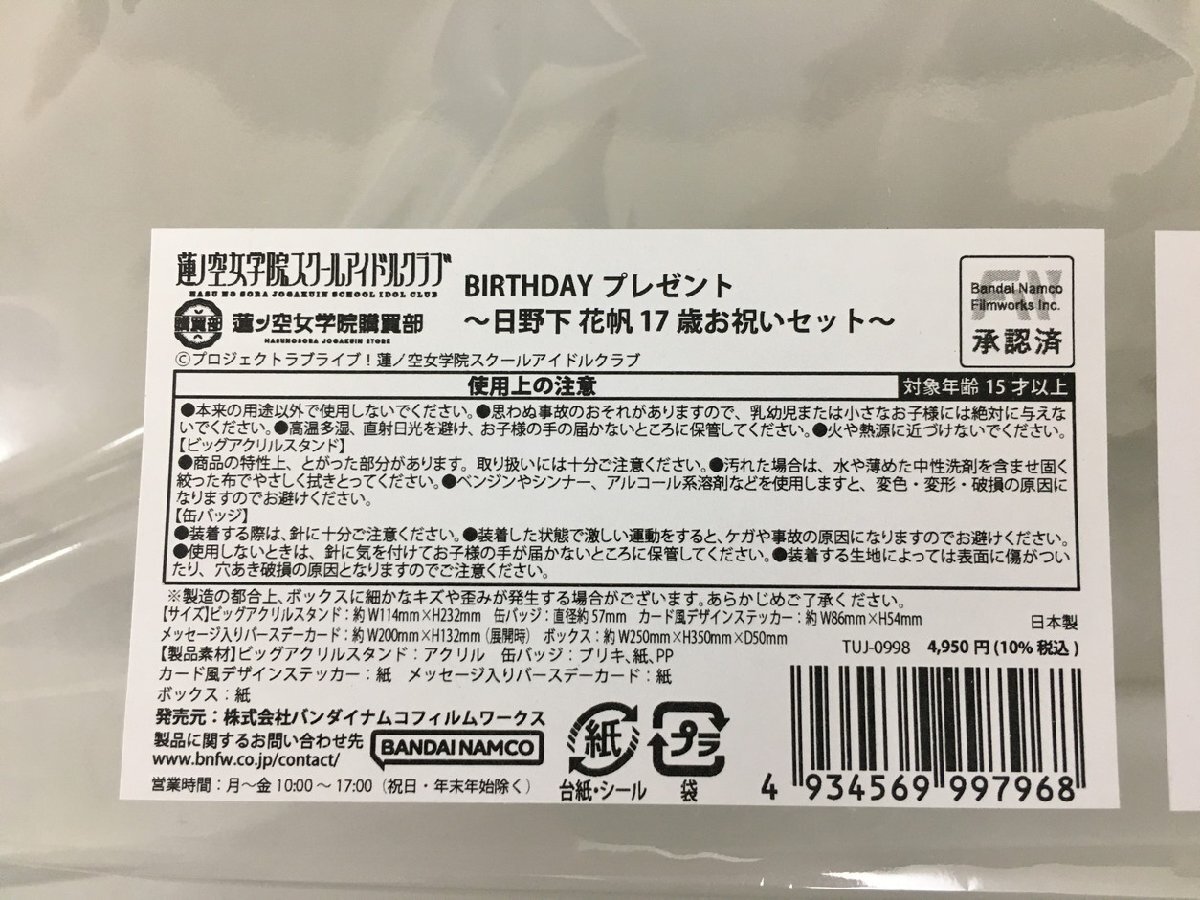 蓮ノ空女学院スクールアイドルクラブ
HASU NO SORA JOGAKUIN SCHOOL IDOL CLUB
購買部 蓮ノ空女学院購買部
HASUNOSORA JOGAKUIN STORE
BIRTHDAY プレゼント
～日野下 花帆 17 歳お祝いセット～
Bandai Namco
Filmworks Inc.
承認済
©プロジェクトラブライブ！蓮ノ空女学院スクールアイドルクラブ
使用上の注意 対象年齢 15 才以上
●本来の用途以外で使用しないでください。●思わぬ事故のおそれがありますので、乳幼児または小さなお子様には絶対に与えな
いでください。●高温多湿、直射日光を避け、お子様の手の届かないところに保管してください。●火や熱源に近づけないでください。
【ビッグアクリルスタンド】
●商品の特性上、とがった部分があります。取り扱いには十分ご注意ください。●汚れた場合は、水や薄めた中性洗剤を含ませ固く
絞った布でやさしく拭きとってください。●ベンジンやシンナー、アルコール系溶剤などを使用しますと、変色・変形・破損の原因に
なりますのでお避けください。
【缶バッジ】
●装着する際は、針に十分ご注意ください。●装着した状態で激しい運動をすると、ケガや事故の原因になりますのでお避けください。
●使用しないときは、針に気を付けてお子様の手が届かないところに保管してください。●装着する生地によっては表面に傷がつい
たり、穴あき破損の原因となりますのでご注意ください。
※製造の都合上、ボックスに細かなキズや歪みが発生する場合がございます。あらかじめご了承ください。
【サイズ】ビッグアクリルスタンド：約 W114mm×H232mm 缶バッジ：直径約 57mm カード風デザインステッカー：約 W86mm×H54mm
メッセージ入りバースデーカード：約 W200mm×H132mm（展開時） ボックス：約 W250mm×H350mm×D50mm
日本製
【製品素材】ビッグアクリルスタンド：アクリル 缶バッジ：ブリキ、紙、PP
TUJ-0998 4,950 円(10% 税込)
カード風デザインステッカー：紙 メッセージ入りバースデーカード：紙
ボックス：紙
発売元：株式会社バンダイナムコフィルムワークス
製品に関するお問い合わせ先
www.bnfw.co.jp/contact/
BANDAI NAMCO
営業時間：月～金 10:00 ～ 17:00（祝日・年末年始除く）
紙
台紙・シール
プラ
袋
4 934569 997968